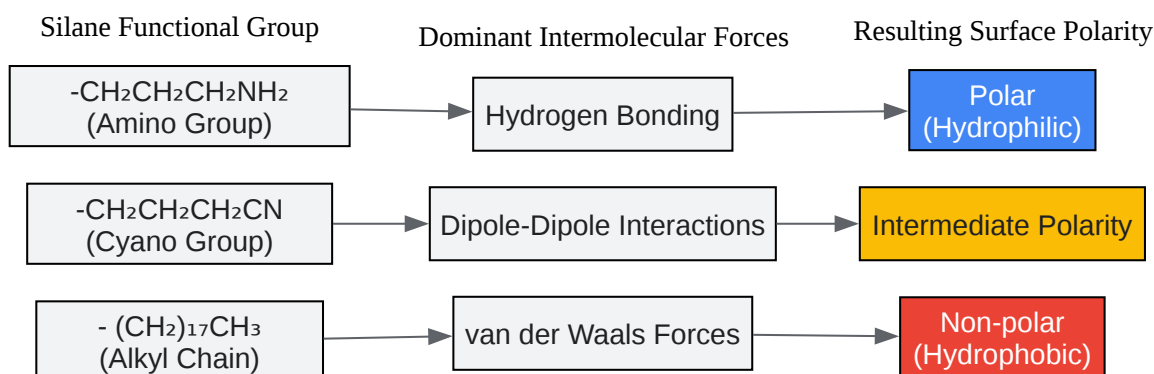 Silane Functional Group
Dominant Intermolecular Forces
Resulting Surface Polarity
-CH₂CH₂CH₂NH₂
(Amino Group)
Hydrogen Bonding
Polar
(Hydrophilic)
-CH₂CH₂CH₂CN
(Cyano Group)
Dipole-Dipole Interactions
Intermediate Polarity
- (CH₂)₁₇CH₃
(Alkyl Chain)
van der Waals Forces
Non-polar
(Hydrophobic)